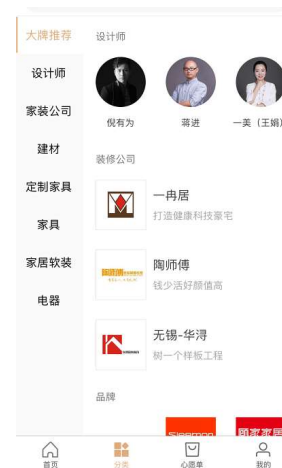 大牌推荐
设计师
家装公司
建材
定制家具
家具
家居软装
电器
设计师
倪有为
蒋进
一美（王娟）
装修公司
一冉居
打造健康科技豪宅
陶师傅
钱少活好颜值高
无锡-华浔
树一个样板工程
品牌
顾家家居
首页
分类
心愿单
我的